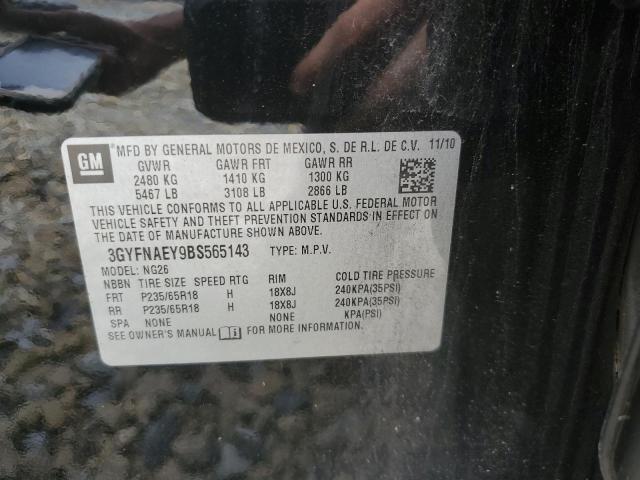 GM
MFD BY GENERAL MOTORS DE MEXICO, S. DE R.L. DE C.V. 11/10
GVWR GAWR FRT GAWR RR
2480 KG 1410 KG 1300 KG
5467 LB 3108 LB 2866 LB
THIS VEHICLE CONFORMS TO ALL APPLICABLE U.S. FEDERAL MOTOR
VEHICLE SAFETY AND THEFT PREVENTION STANDARDS IN EFFECT ON
THE DATE OF MANUFACTURE SHOWN ABOVE.
3GYFNAEY9BS565143 TYPE: M.P.V.
MODEL: NG26
NBBN TIRE SIZE SPEED RTG RIM COLD TIRE PRESSURE
FRT P235/65R18 H 18X8J 240KPA(35PSI)
RR P235/65R18 H 18X8J 240KPA(35PSI)
SPA NONE NONE KPA(PSI)
SEE OWNER'S MANUAL FOR MORE INFORMATION.